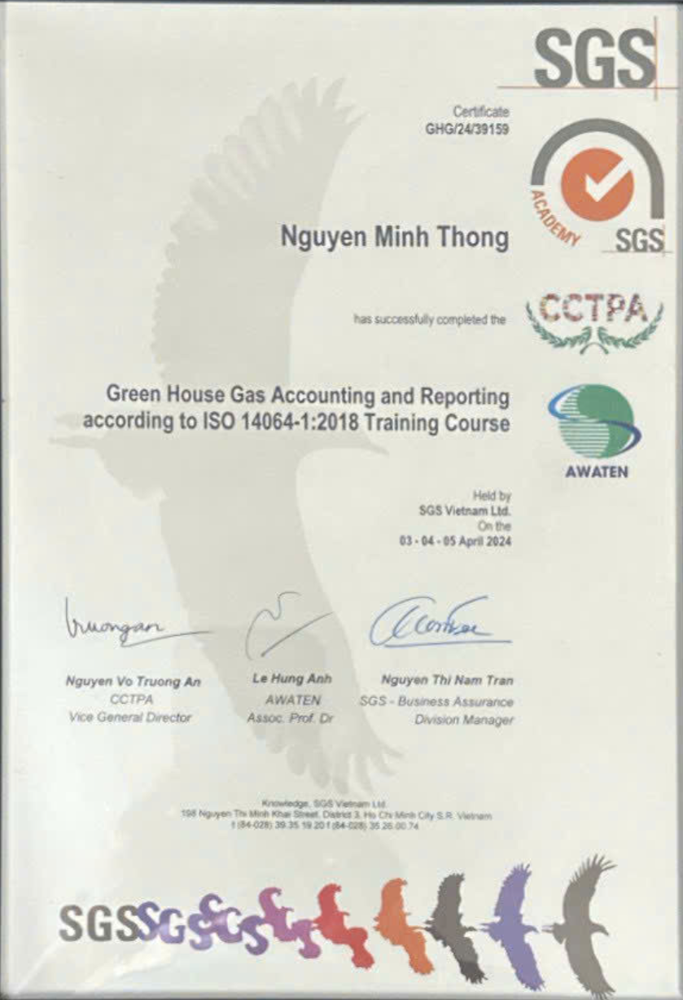 SGS
Certificate
GHG/24/39159
ACADEMY
SGS
Nguyen Minh Thong
CCTPA
has successfully completed the
Green House Gas Accounting and Reporting
according to ISO 14064-1:2018 Training Course
AWATEN
Held by
SGS Vietnam Ltd.
On the
03 - 04 - 05 April 2024
Nguyen Vo Truong An
CCTPA
Vice General Director
Le Hung Anh
AWATEN
Assoc. Prof. Dr
Nguyen Thi Nam Tran
SGS - Business Assurance
Division Manager
Knowledge, SGS Vietnam Ltd.
198 Nguyen Thi Minh Khai Street, District 3, Ho Chi Minh City S.R. Vietnam
t (84-028) 39.35 19 20 f (84-028) 35.26.00.74
SGSSGS